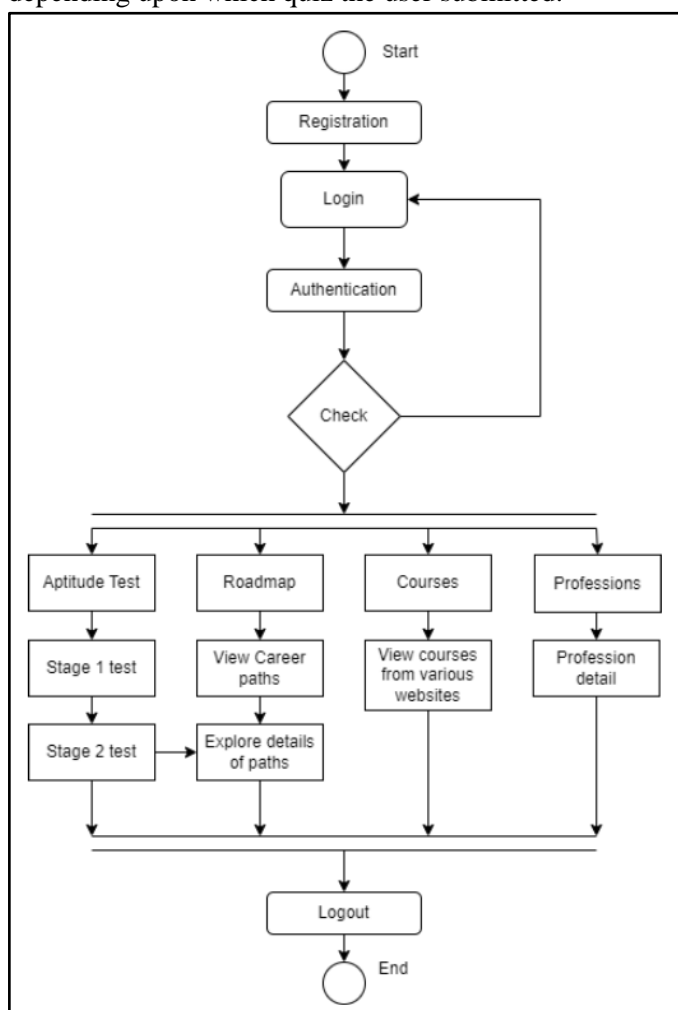 depending upon which quiz the user submitted.
Start
Registration
Login
Authentication
Check
Aptitude Test
Roadmap
Courses
Professions
Stage 1 test
View Career
paths
View courses
from various
websites
Profession
detail
Stage 2 test
Explore details
of paths
Logout
End